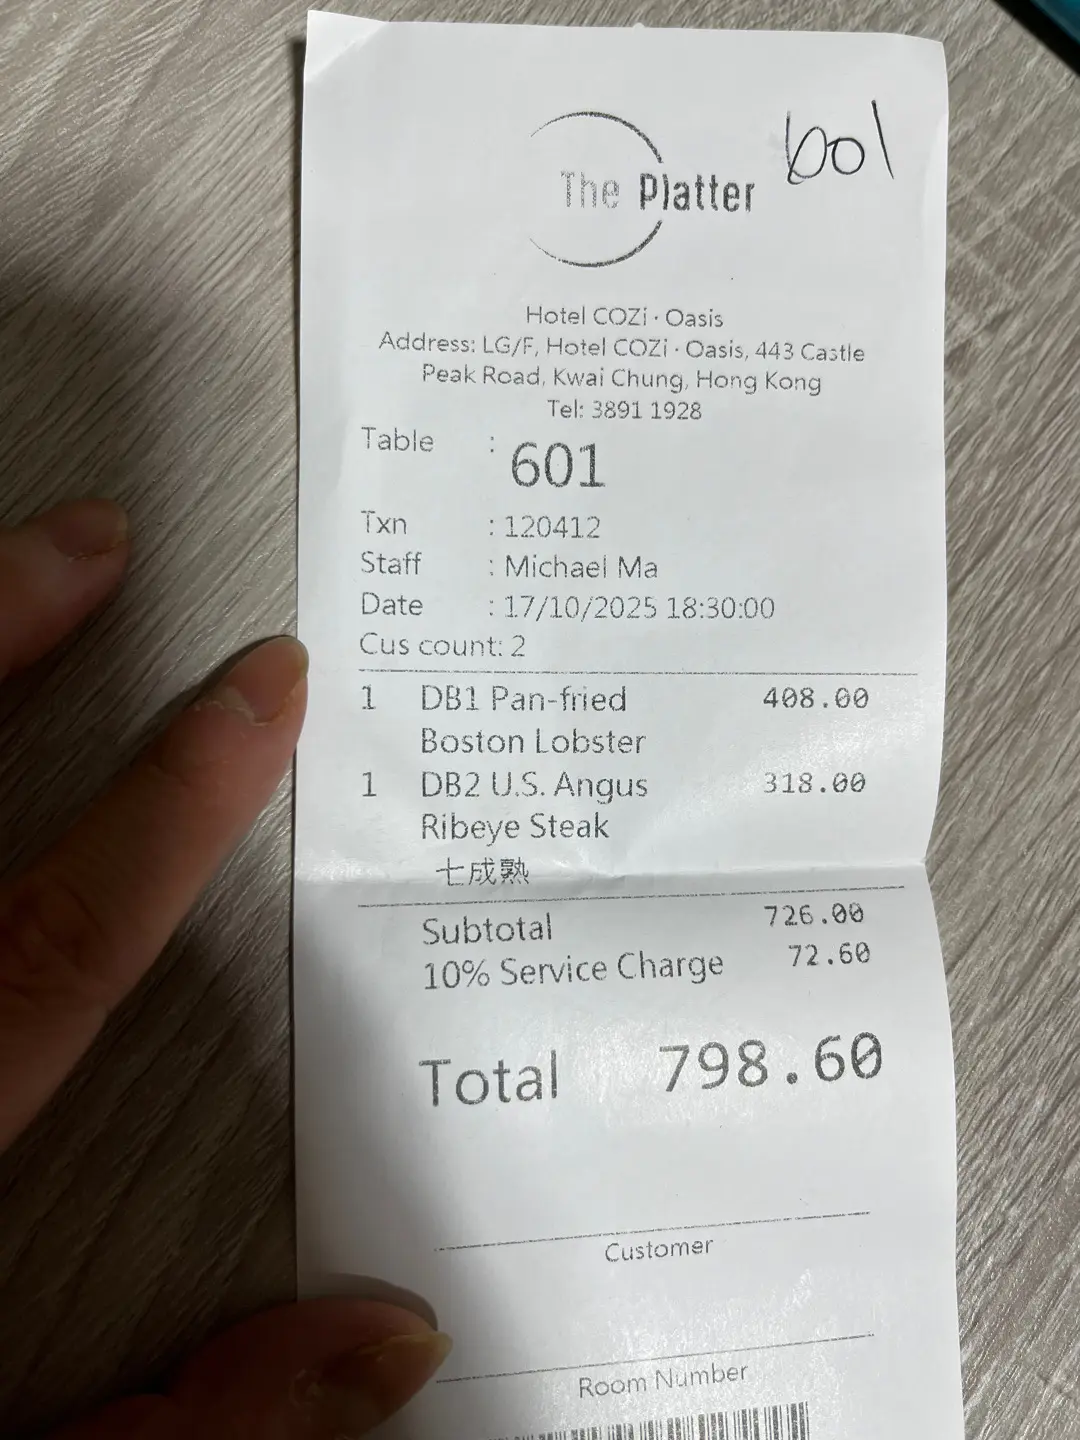 601
The Platter
Hotel COZi · Oasis
Address: LG/F, Hotel COZi · Oasis, 443 Castle
Peak Road, Kwai Chung, Hong Kong
Tel: 3891 1928
Table : 601
Txn : 120412
Staff : Michael Ma
Date : 17/10/2025 18:30:00
Cus count: 2
1 DB1 Pan-fried 408.00
Boston Lobster
1 DB2 U.S. Angus 318.00
Ribeye Steak
七成熟
Subtotal 726.00
10% Service Charge 72.60
Total 798.60
Customer
Room Number